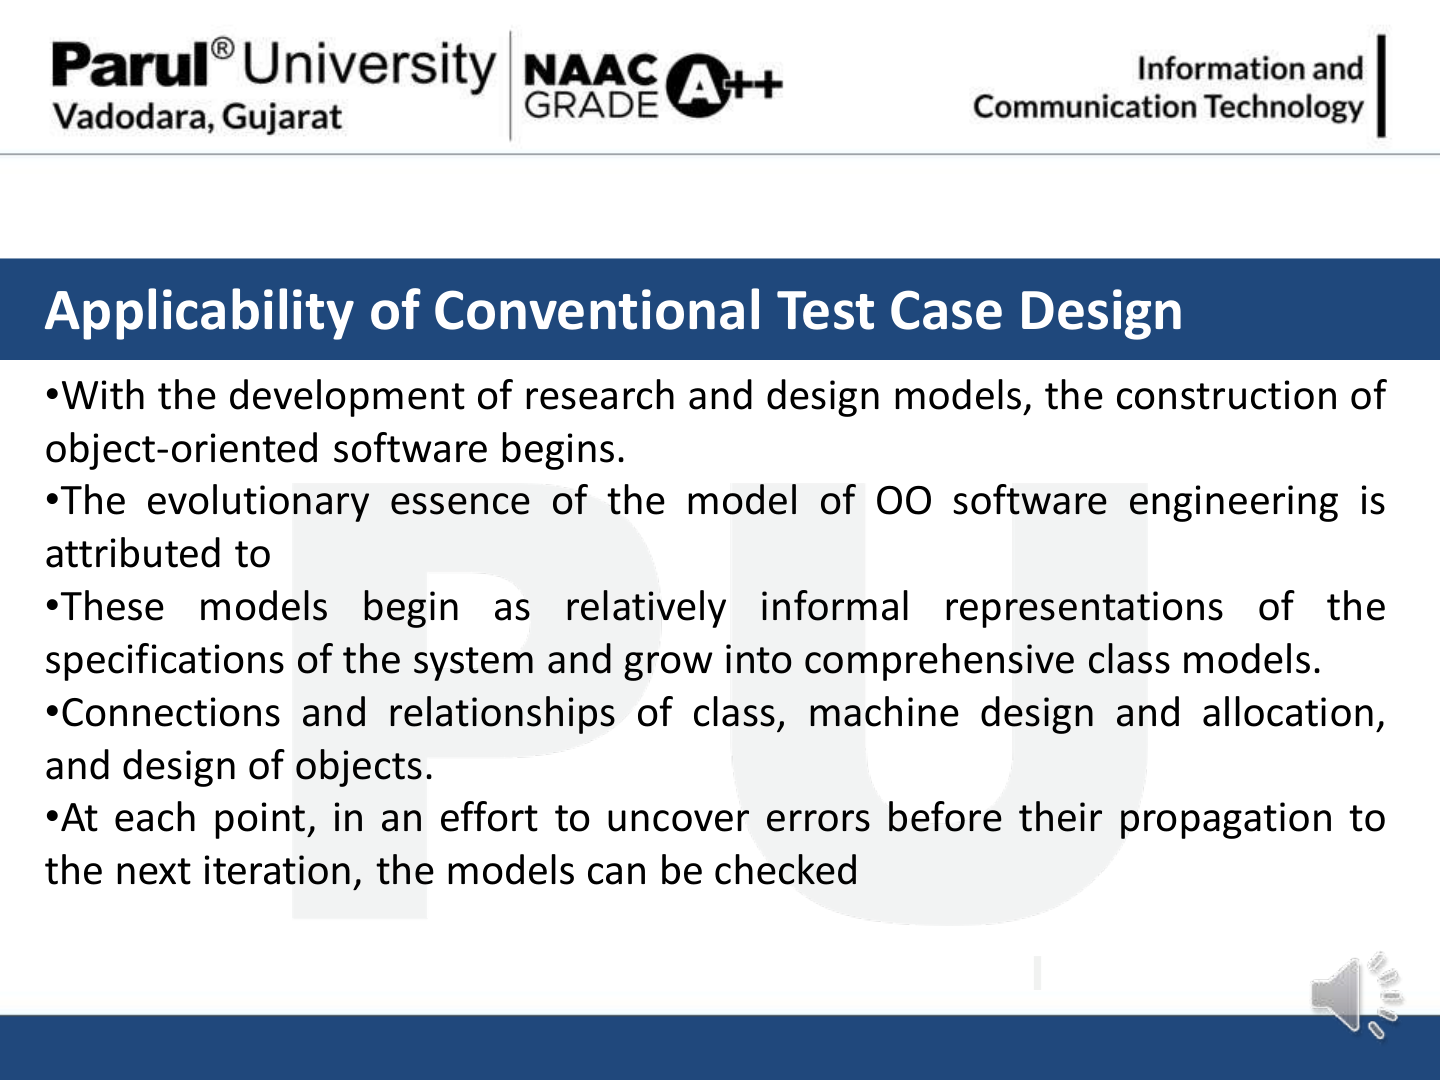 Parul® University
Vadodara, Gujarat
NAAC
GRADE
A++
Information and
Communication Technology
Applicability of Conventional Test Case Design
•With the development of research and design models, the construction of
object-oriented software begins.
•The evolutionary essence of the model of OO software engineering is
attributed to
•These models begin as relatively informal representations of the
specifications of the system and grow into comprehensive class models.
•Connections and relationships of class, machine design and allocation,
and design of objects.
•At each point, in an effort to uncover errors before their propagation to
the next iteration, the models can be checked
PU